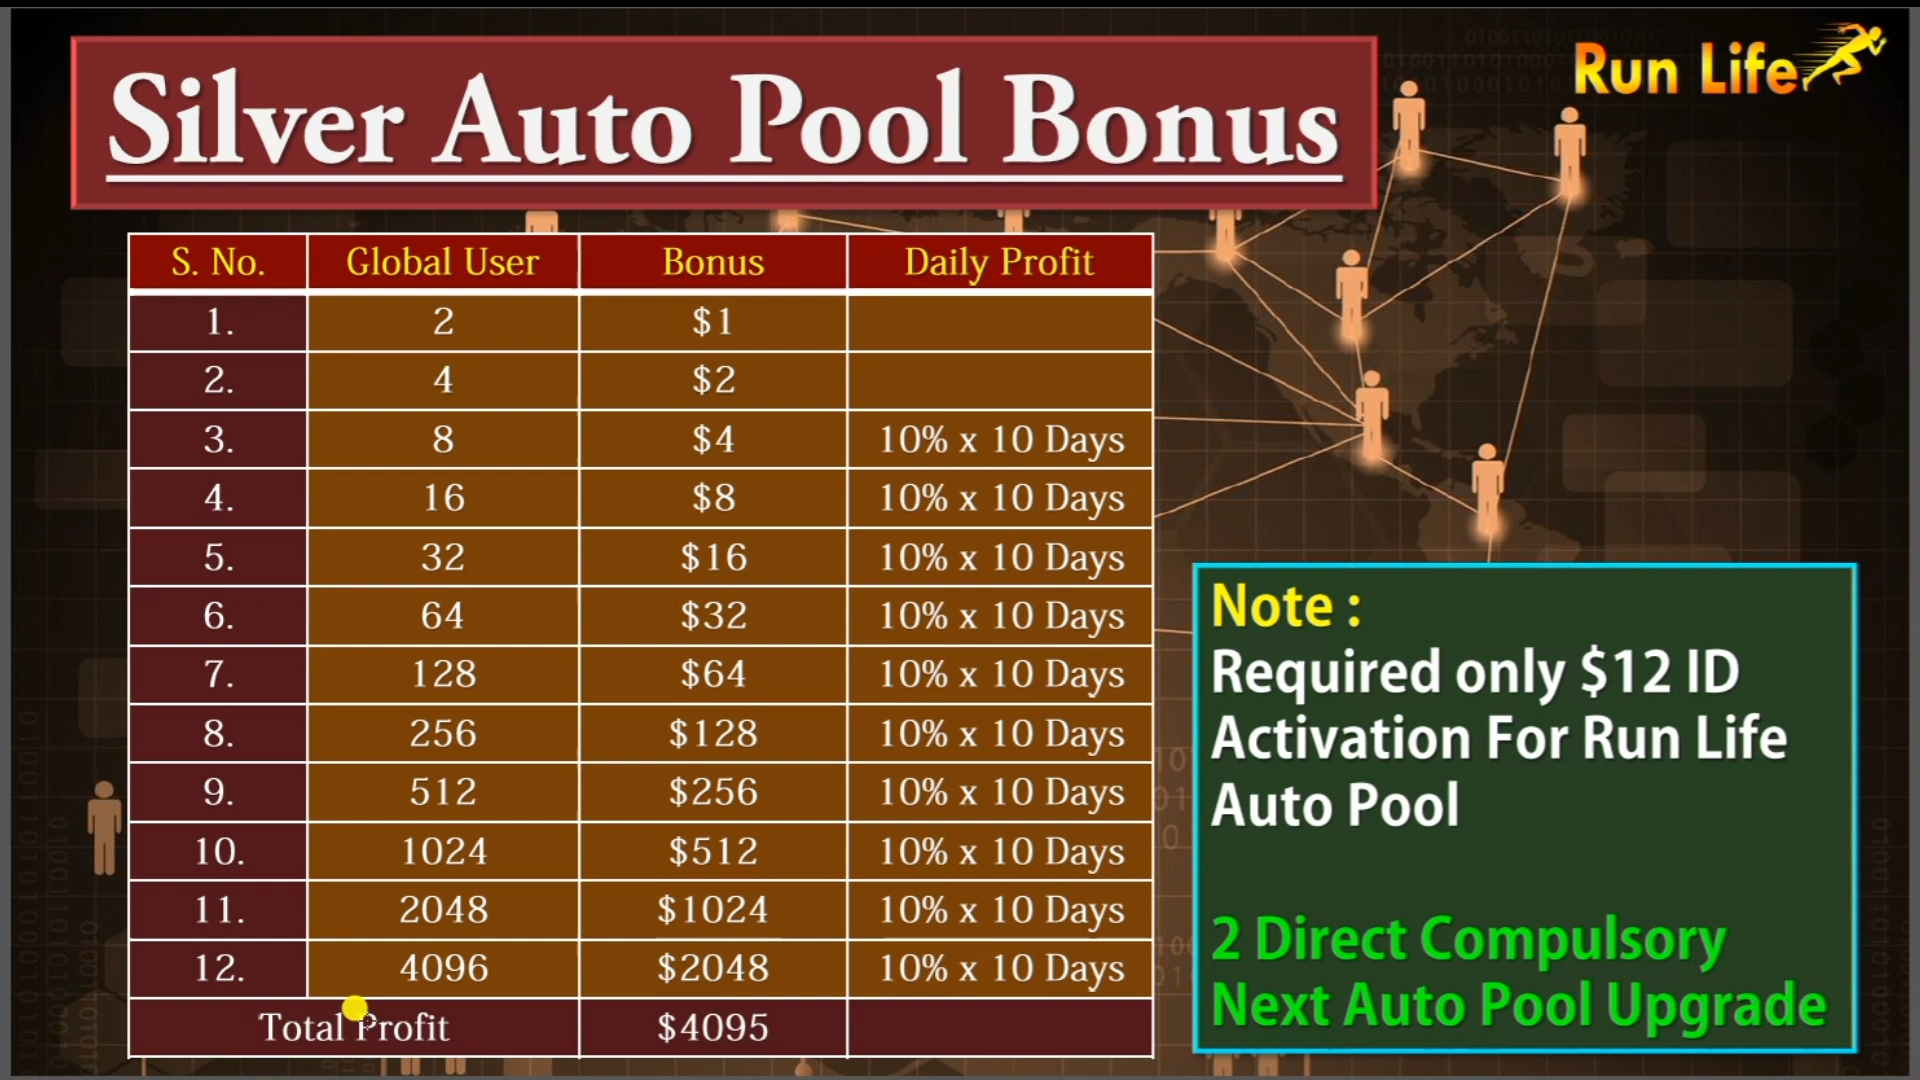 Silver Auto Pool Bonus
Run Life
S. No. Global User Bonus Daily Profit
1. 2 $1
2. 4 $2
3. 8 $4 10% x 10 Days
4. 16 $8 10% x 10 Days
5. 32 $16 10% x 10 Days
6. 64 $32 10% x 10 Days
7. 128 $64 10% x 10 Days
8. 256 $128 10% x 10 Days
9. 512 $256 10% x 10 Days
10. 1024 $512 10% x 10 Days
11. 2048 $1024 10% x 10 Days
12. 4096 $2048 10% x 10 Days
Total Profit $4095
Note :
Required only $12 ID
Activation For Run Life
Auto Pool
2 Direct Compulsory
Next Auto Pool Upgrade